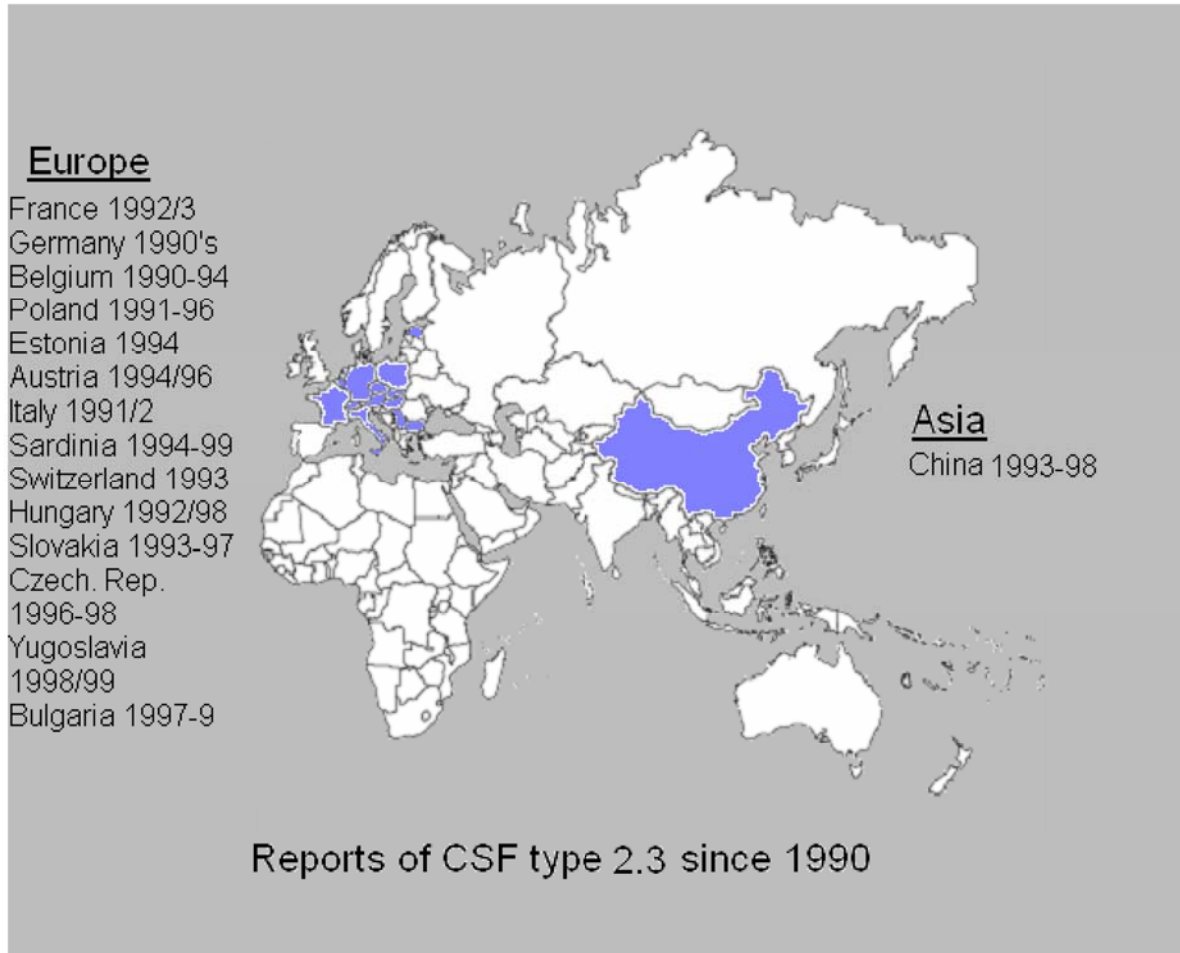 Europe
France 1992/3
Germany 1990's
Belgium 1990-94
Poland 1991-96
Estonia 1994
Austria 1994/96
Italy 1991/2
Sardinia 1994-99
Switzerland 1993
Hungary 1992/98
Slovakia 1993-97
Czech. Rep.
1996-98
Yugoslavia
1998/99
Bulgaria 1997-9
Asia
China 1993-98
Reports of CSF type 2.3 since 1990